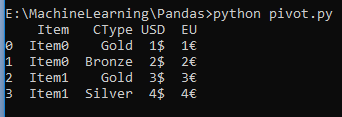 E:\MachineLearning\Pandas>python pivot.py
    Item   CType USD  EU
0  Item0    Gold  1$  1€
1  Item0  Bronze  2$  2€
2  Item1    Gold  3$  3€
3  Item1  Silver  4$  4€